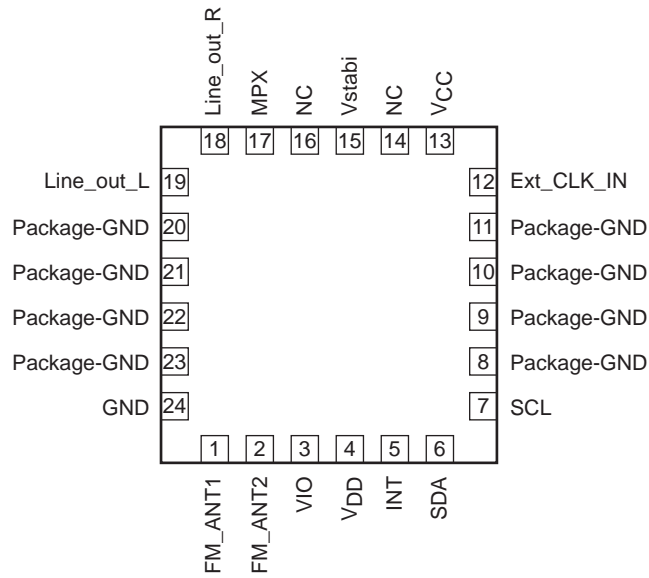 Line_out_R
MPX
NC
Vstabi
NC
VCC
18
17
16
15
14
13
Line_out_L 19
12 Ext_CLK_IN
Package-GND 20
11 Package-GND
Package-GND 21
10 Package-GND
Package-GND 22
9 Package-GND
Package-GND 23
8 Package-GND
GND 24
7 SCL
1
2
3
4
5
6
FM_ANT1
FM_ANT2
VIO
VDD
INT
SDA